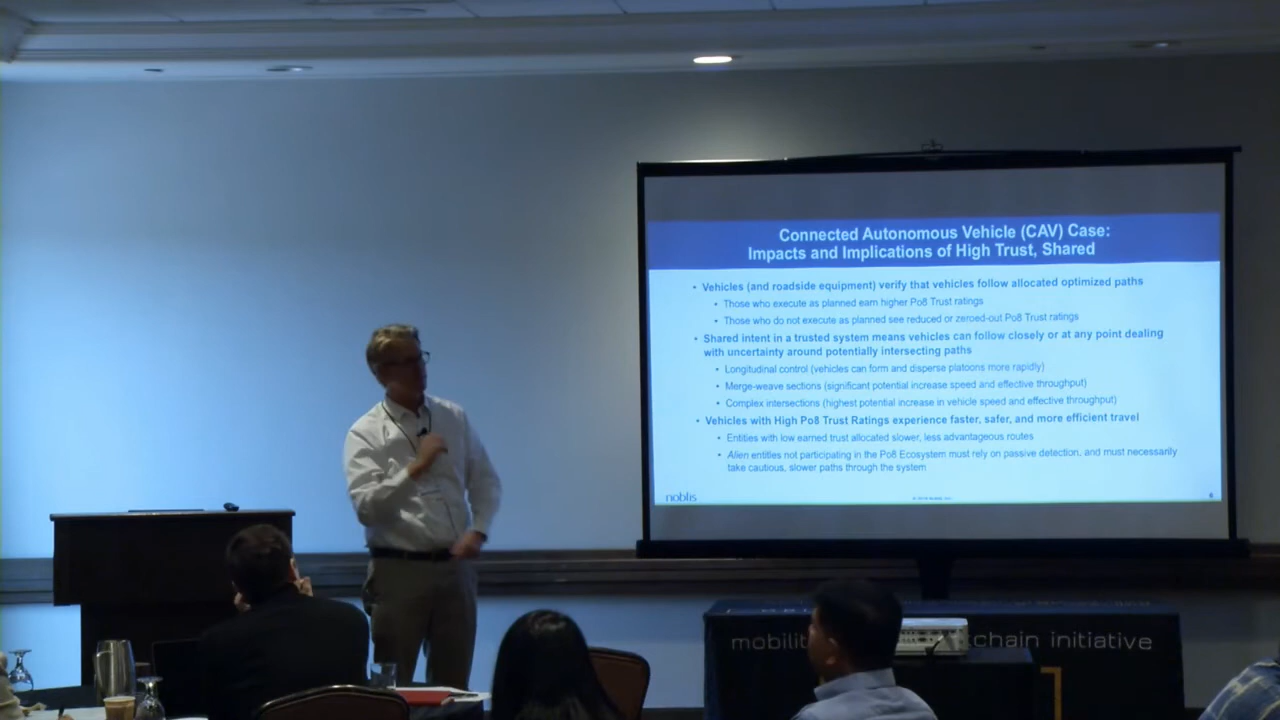 Connected Autonomous Vehicle (CAV) Case:
Impacts and Implications of High Trust, Shared
• Vehicles (and roadside equipment) verify that vehicles follow allocated optimized paths
• Those who execute as planned earn higher Po8 Trust ratings
• Those who do not execute as planned see reduced or zeroed-out Po8 Trust ratings
• Shared intent in a trusted system means vehicles can follow closely or at any point dealing
with uncertainty around potentially intersecting paths
• Longitudinal control (vehicles can form and disperse platoons more rapidly)
• Merge-weave sections (significant potential increase speed and effective throughput)
• Complex intersections (highest potential increase in vehicle speed and effective throughput)
• Vehicles with High Po8 Trust Ratings experience faster, safer, and more efficient travel
• Entities with low earned trust allocated slower, less advantageous routes
• Alien entities not participating in the Po8 Ecosystem must rely on passive detection, and must necessarily
take cautious, slower paths through the system
noblis
6
mobilit kchain initiative